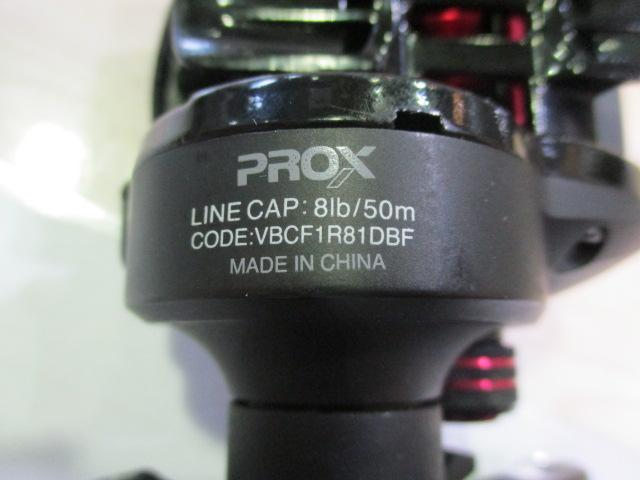 PROX
LINE CAP: 8lb/50m
CODE:VBCF1R81DBF
MADE IN CHINA